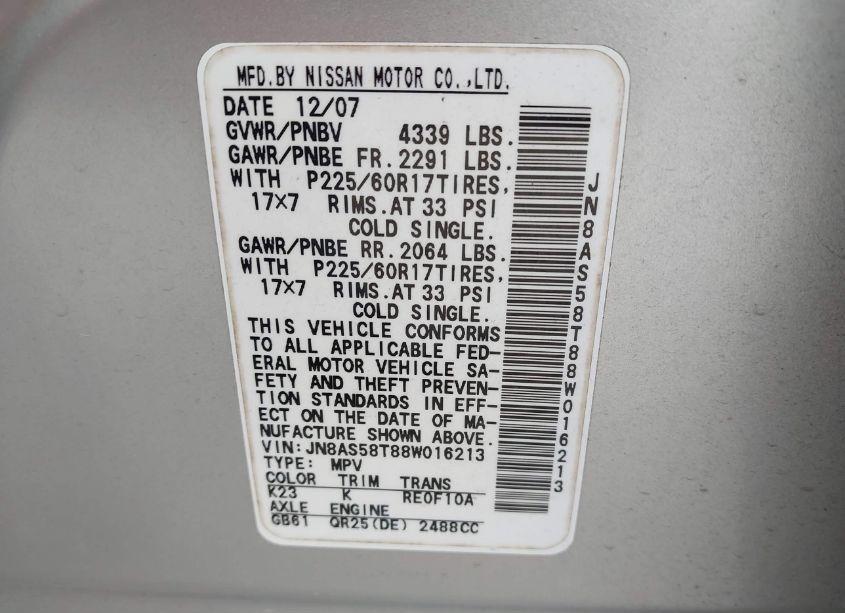 MFD.BY NISSAN MOTOR CO.,LTD.
DATE 12/07
GVWR/PNBV 4339 LBS.
GAWR/PNBE FR.2291 LBS.
WITH P225/60R17TIRES,
17×7 RIMS.AT 33 PSI
COLD SINGLE.
GAWR/PNBE RR.2064 LBS.
WITH P225/60R17TIRES,
17×7 RIMS.AT 33 PSI
COLD SINGLE.
THIS VEHICLE CONFORMS
TO ALL APPLICABLE FED-
ERAL MOTOR VEHICLE SA-
FETY AND THEFT PREVEN-
TION STANDARDS IN EFF-
ECT ON THE DATE OF MA-
NUFACTURE SHOWN ABOVE.
VIN:JN8AS58T88W016213
TYPE: MPV
COLOR TRIM TRANS
K23 K RE0F10A
AXLE ENGINE
GB61 QR25(DE) 2488CC
JN8AS58T88W016213